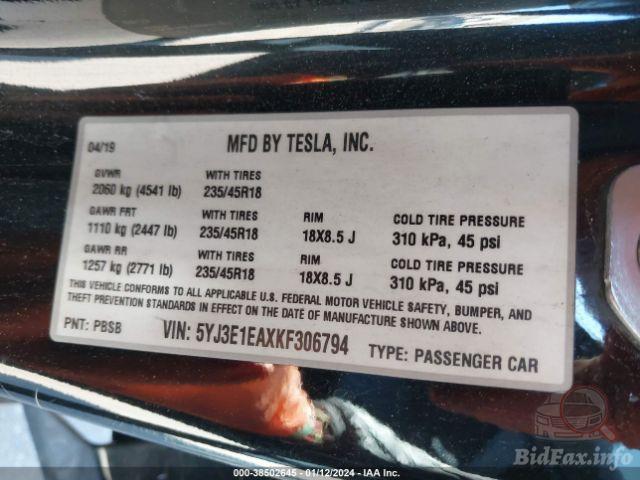 04/19 MFD BY TESLA, INC.
GVWR WITH TIRES
2060 kg (4541 lb) 235/45R18
GAWR FRT WITH TIRES RIM COLD TIRE PRESSURE
1110 kg (2447 lb) 235/45R18 18X8.5 J 310 kPa, 45 psi
GAWR RR WITH TIRES RIM COLD TIRE PRESSURE
1257 kg (2771 lb) 235/45R18 18X8.5 J 310 kPa, 45 psi
THIS VEHICLE CONFORMS TO ALL APPLICABLE U.S. FEDERAL MOTOR VEHICLE SAFETY, BUMPER, AND
THEFT PREVENTION STANDARDS IN EFFECT ON DATE OF MANUFACTURE SHOWN ABOVE.
PNT: PBSB VIN: 5YJ3E1EAXKF306794 TYPE: PASSENGER CAR
BidFax.info
000-38502645 - 01/12/2024 - IAA Inc.